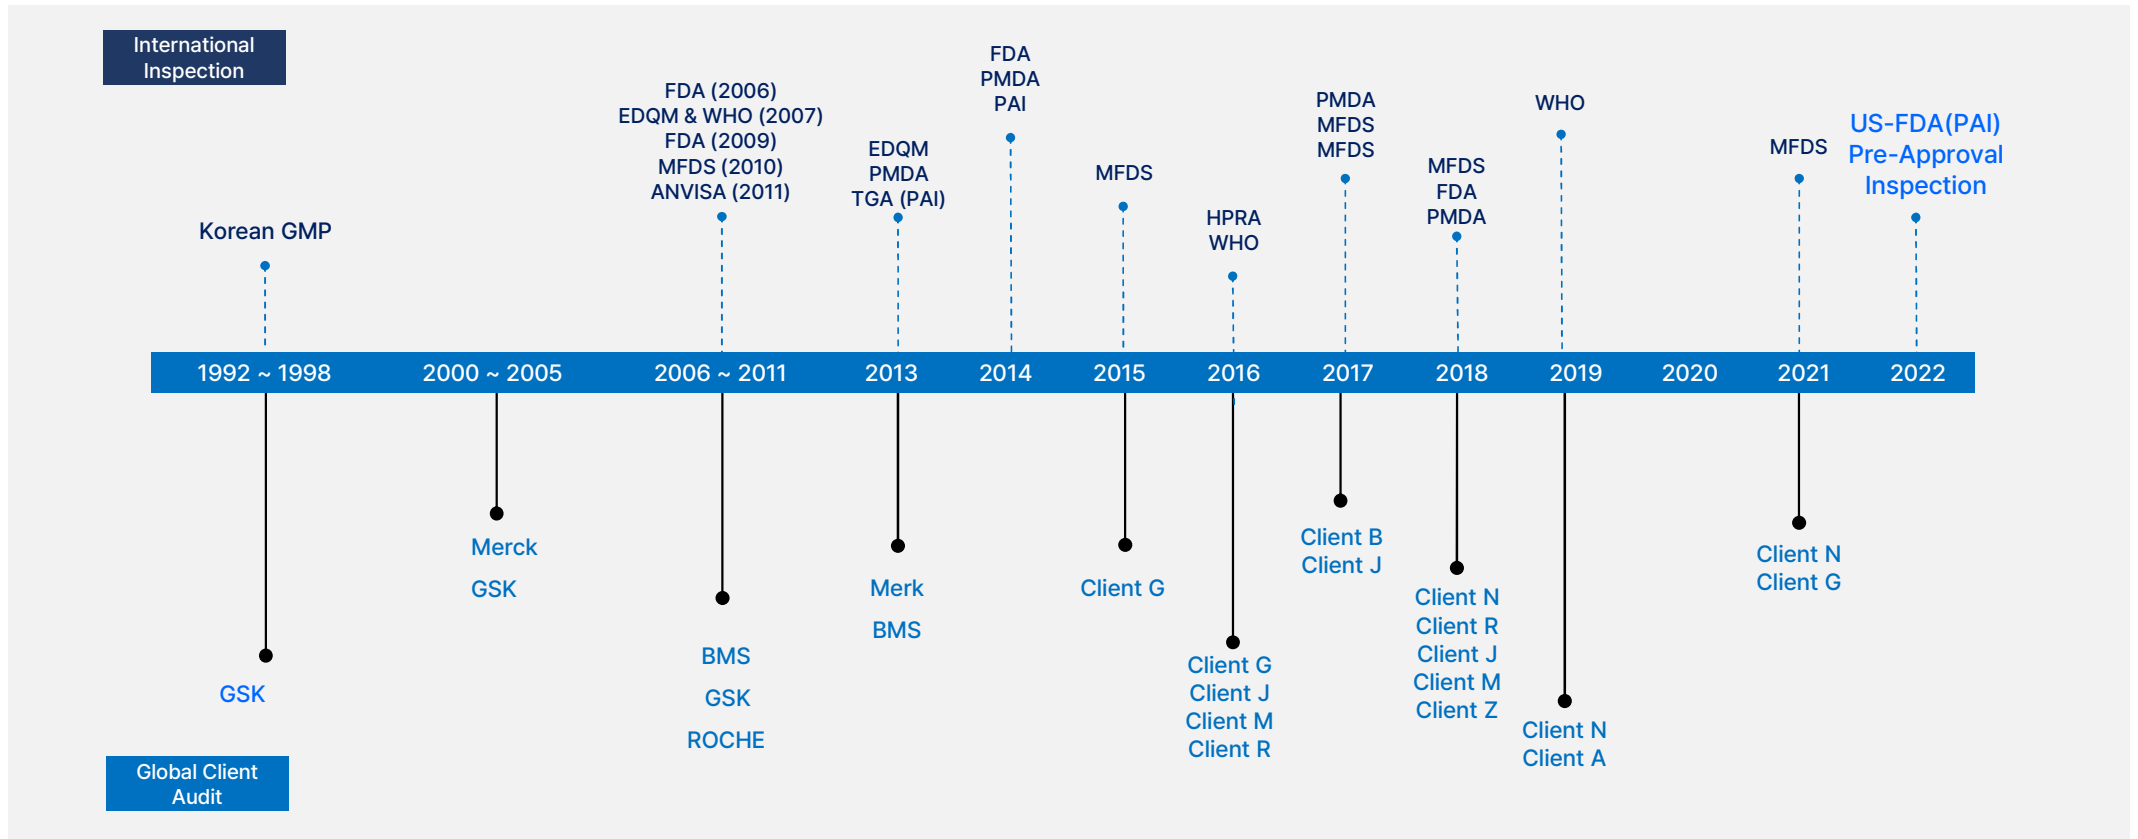 International
Inspection
Korean GMP
FDA (2006)
EDQM & WHO (2007)
FDA (2009)
MFDS (2010)
ANVISA (2011)
EDQM
PMDA
TGA (PAI)
FDA
PMDA
PAI
MFDS
HPRA
WHO
PMDA
MFDS
MFDS
MFDS
FDA
PMDA
WHO
MFDS
US-FDA(PAI)
Pre-Approval
Inspection
1992 ~ 1998 2000 ~ 2005 2006 ~ 2011 2013 2014 2015 2016 2017 2018 2019 2020 2021 2022
GSK
Merck
GSK
BMS
GSK
ROCHE
Merk
BMS
Client G
Client G
Client J
Client M
Client R
Client B
Client J
Client N
Client R
Client J
Client M
Client Z
Client N
Client A
Client N
Client G
Global Client
Audit